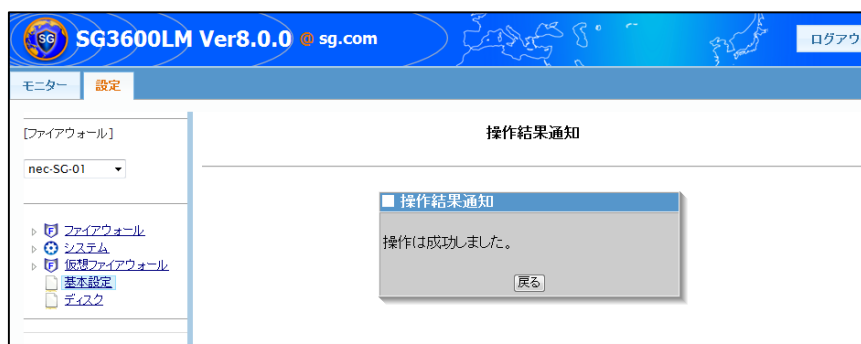 SG SG3600LM Ver8.0.0 @ sg.com
ログアウ
モニター 設定
[ファイアウォール]
操作結果通知
nec-SG-01
操作結果通知
操作は成功しました。
戻る
ファイアウォール
システム
仮想ファイアウォール
基本設定
ディスク